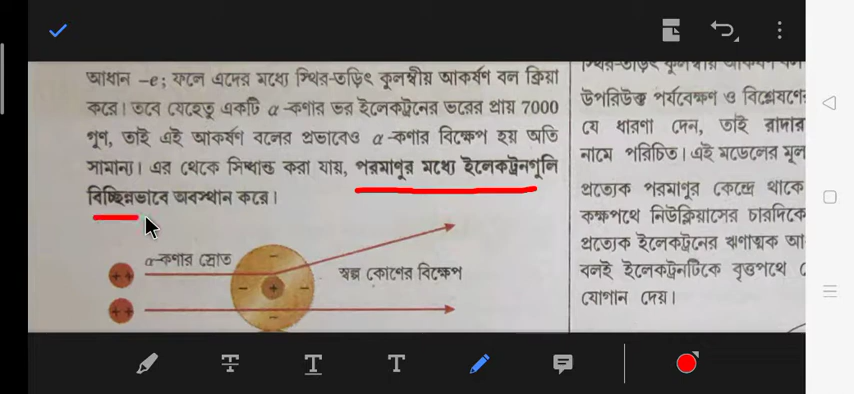 আধান –e; ফলে এদের মধ্যে স্থির-তড়িৎ কুলম্বীয় আকর্ষণ বল ক্রিয়া
করে। তবে যেহেতু একটি α-কণার ভর ইলেকট্রনের ভরের প্রায় 7000
গুণ, তাই এই আকর্ষণ বলের প্রভাবেও α-কণার বিক্ষেপ হয় অতি
সামান্য। এর থেকে সিদ্ধান্ত করা যায়, পরমাণুর মধ্যে ইলেকট্রনগুলি
বিচ্ছিন্নভাবে অবস্থান করে।
α-কণার স্রোত
স্বল্প কোণের বিক্ষেপ
++
++
+
−
−
−
−
স্থির-তড়িৎ কুলম্বীয় আকর্ষণ বল
উপরিউক্ত পর্যবেক্ষণ ও বিশ্লেষণে
যে ধারণা দেন, তাই রাদার
নামে পরিচিত। এই মডেলের মূল
প্রত্যেক পরমাণুর কেন্দ্রে থাকে
কক্ষপথে নিউক্লিয়াসের চারদিকে
প্রত্যেক ইলেকট্রনের ঋণাত্মক আ
বলই ইলেকট্রনটিকে বৃত্তপথে
যোগান দেয়।
T
T
T